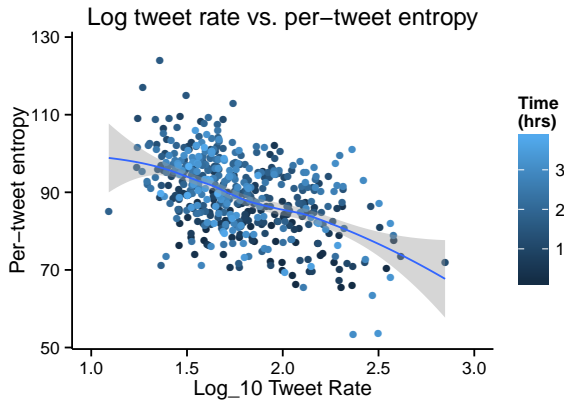 Log tweet rate vs. per−tweet entropy
130
110
90
70
50
Per−tweet entropy
1.0 1.5 2.0 2.5 3.0
Log_10 Tweet Rate
Time
(hrs)
3
2
1